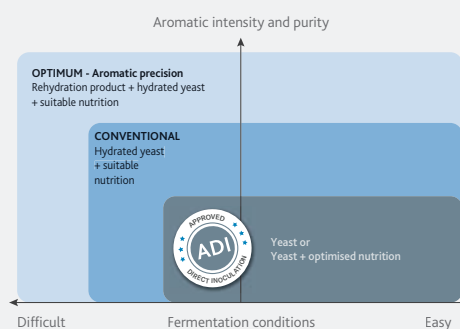 Aromatic intensity and purity
OPTIMUM - Aromatic precision
Rehydration product + hydrated yeast
+ suitable nutrition
CONVENTIONAL
Hydrated yeast
+ suitable
nutrition
APPROVED
ADI
DIRECT INOCULATION
Yeast or
Yeast + optimised nutrition
Difficult
Fermentation conditions
Easy